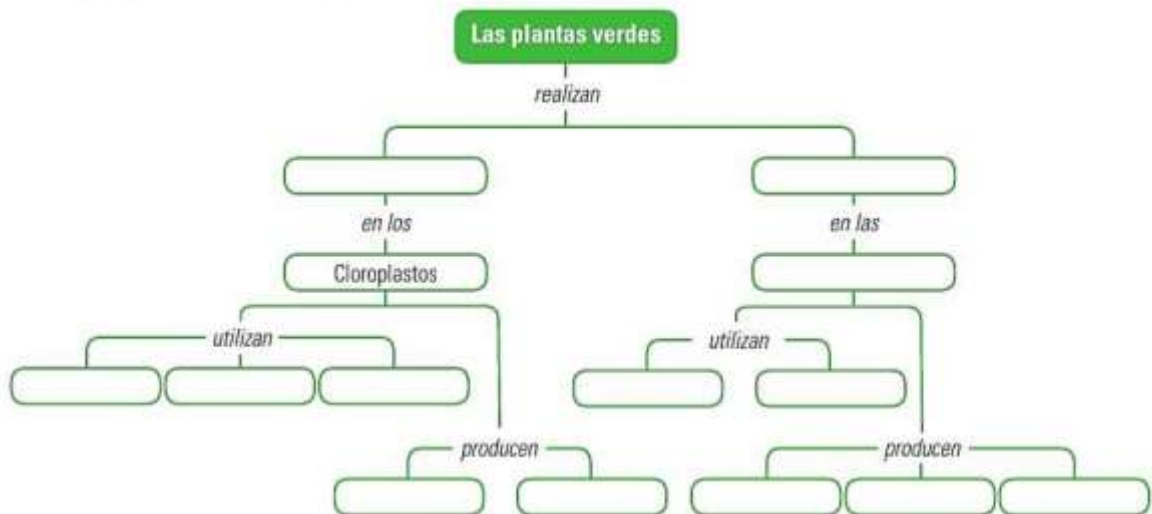 Las plantas verdes
realizan
en los
en las
Cloroplastos
utilizan
utilizan
producen
producen